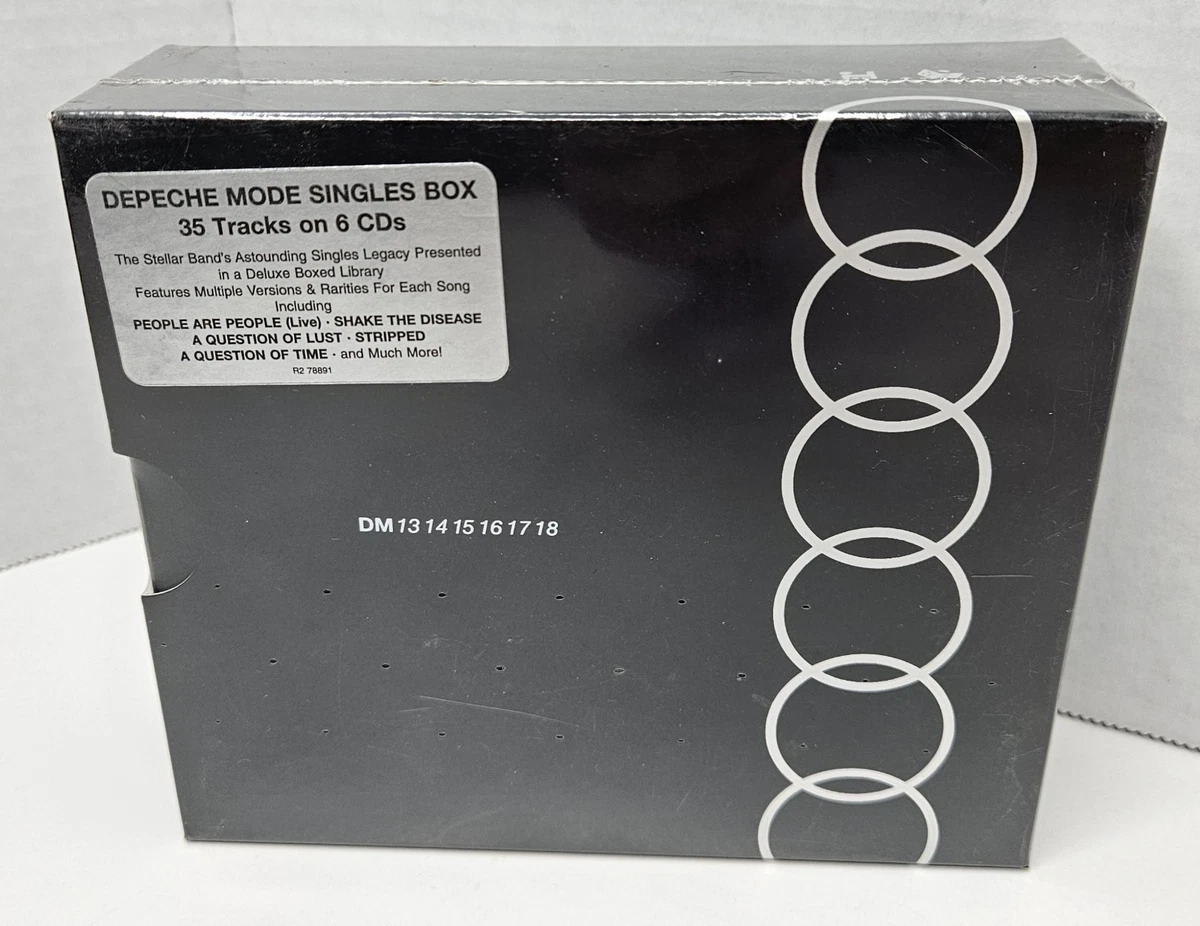 DEPECHE MODE SINGLES BOX
35 Tracks on 6 CDs
The Stellar Band's Astounding Singles Legacy Presented
in a Deluxe Boxed Library
Features Multiple Versions & Rarities For Each Song
Including
PEOPLE ARE PEOPLE (Live) · SHAKE THE DISEASE
A QUESTION OF LUST · STRIPPED
A QUESTION OF TIME · and Much More!
R2 78891
DM 13 14 15 16 17 18